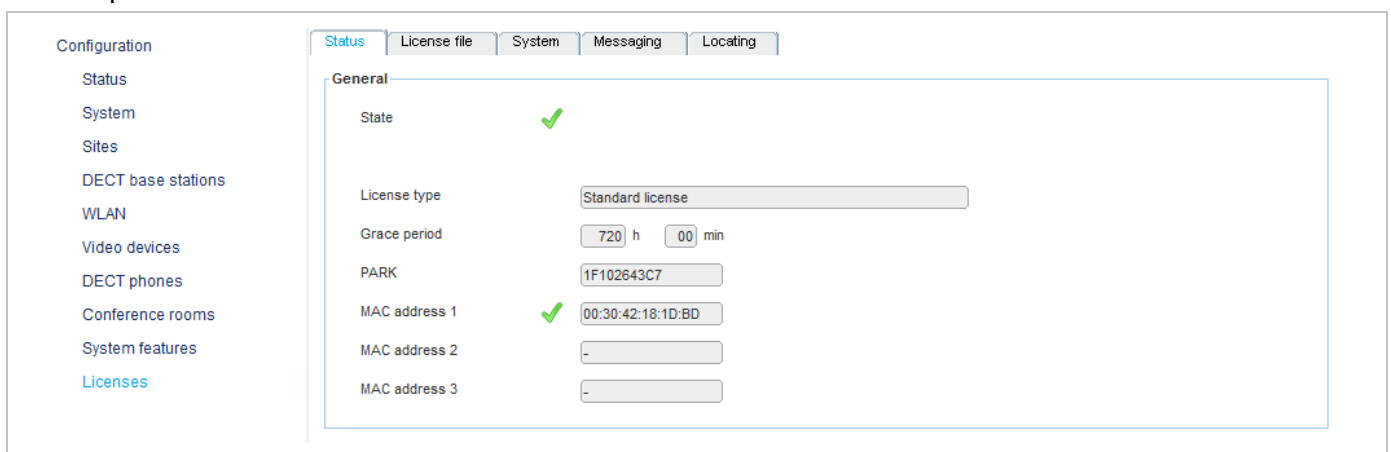 Configuration
Status
System
Sites
DECT base stations
WLAN
Video devices
DECT phones
Conference rooms
System features
Licenses
Status License file System Messaging Locating
General
State
License type Standard license
Grace period 720 h 00 min
PARK 1F102643C7
MAC address 1 00:30:42:18:1D:BD
MAC address 2 -
MAC address 3 -